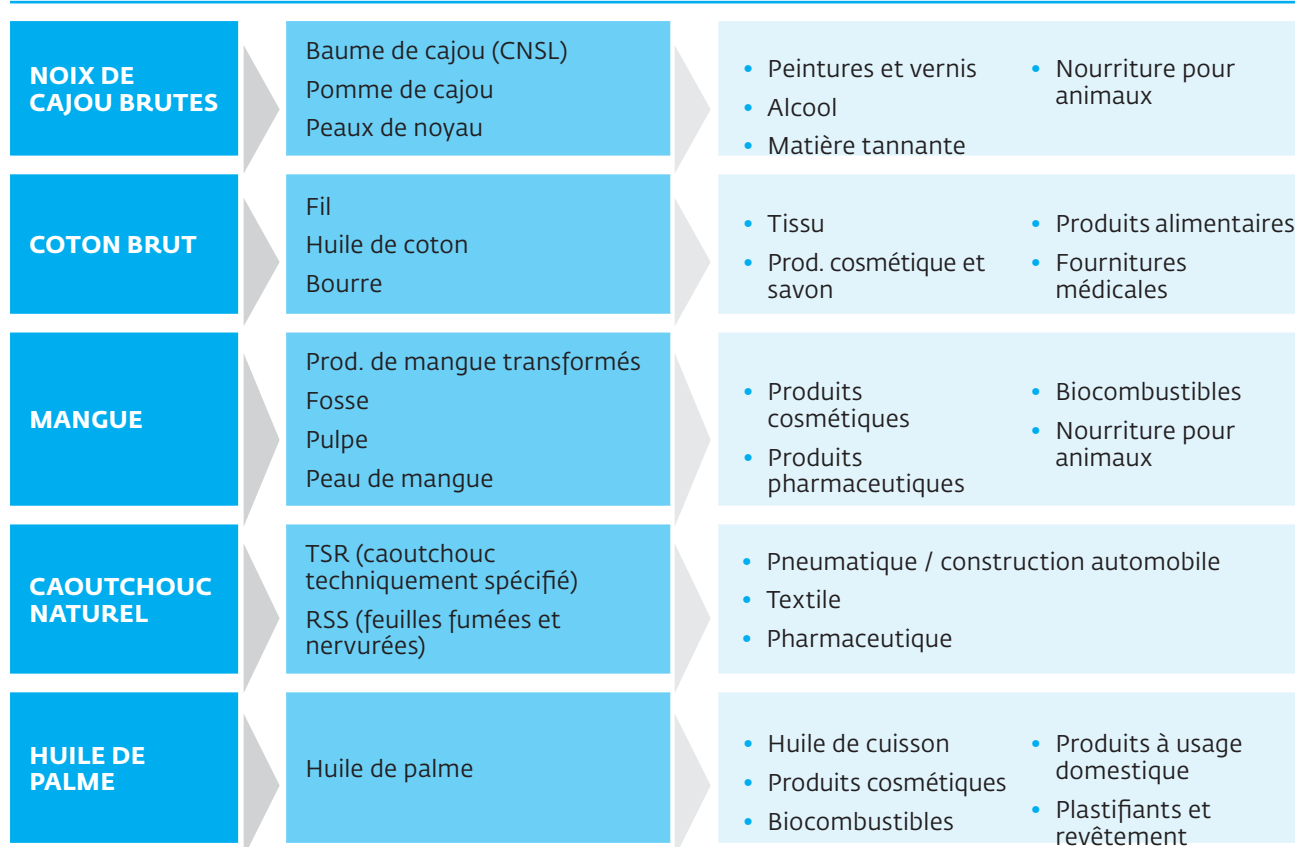 NOIX DE
CAJOU BRUTES
Baume de cajou (CNSL)
Pomme de cajou
Peaux de noyau
• Peintures et vernis
• Alcool
• Matière tannante
• Nourriture pour
animaux
COTON BRUT
Fil
Huile de coton
Bourre
• Tissu
• Prod. cosmétique et
savon
• Produits alimentaires
• Fournitures
médicales
MANGUE
Prod. de mangue transformés
Fosse
Pulpe
Peau de mangue
• Produits
cosmétiques
• Produits
pharmaceutiques
• Biocombustibles
• Nourriture pour
animaux
CAOUTCHOUC
NATUREL
TSR (caoutchouc
techniquement spécifié)
RSS (feuilles fumées et
nervurées)
• Pneumatique / construction automobile
• Textile
• Pharmaceutique
HUILE DE
PALME
Huile de palme
• Huile de cuisson
• Produits cosmétiques
• Biocombustibles
• Produits à usage
domestique
• Plastifiants et
revêtement